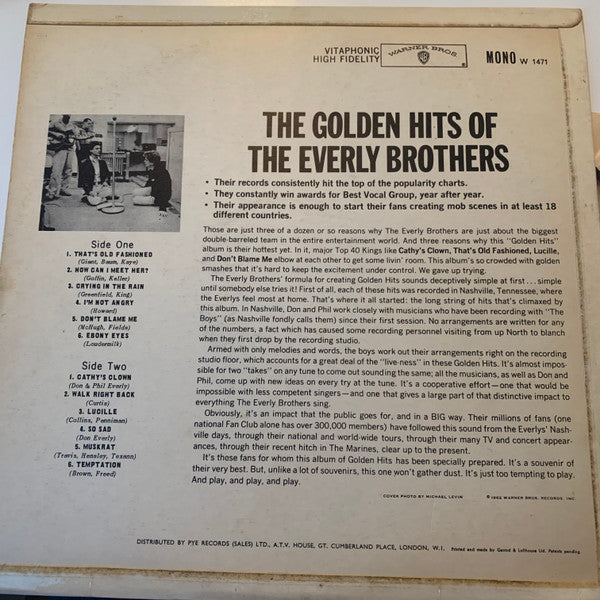 VITAPHONIC
HIGH FIDELITY
WARNER BROS.
WB
MONO W 1471
THE GOLDEN HITS OF
THE EVERLY BROTHERS
• Their records consistently hit the top of the popularity charts.
• They constantly win awards for Best Vocal Group, year after year.
• Their appearance is enough to start their fans creating mob scenes in at least 18
different countries.
Those are just three of a dozen or so reasons why The Everly Brothers are just about the biggest
double-barreled team in the entire entertainment world. And three reasons why this "Golden Hits"
album is their hottest yet. In it, major Top 40 Kings like Cathy's Clown, That's Old Fashioned, Lucille,
and Don't Blame Me elbow at each other to get some livin' room. This album's so crowded with golden
smashes that it's hard to keep the excitement under control. We gave up trying.
The Everly Brothers' formula for creating Golden Hits sounds deceptively simple at first...simple
until somebody else tries it! First of all, each of these hits was recorded in Nashville, Tennessee, where
the Everlys feel most at home. That's where it all started: the long string of hits that's climaxed by
this album. In Nashville, Don and Phil work closely with musicians who have been recording with "The
Boys" (as Nashville fondly calls them) since their first session. No arrangements are written for any
of the numbers, a fact which has caused some recording personnel visiting from up North to blanch
when they first drop by the recording studio.
Armed with only melodies and words, the boys work out their arrangements right on the recording
studio floor, which accounts for a great deal of the "live-ness" in these Golden Hits. It's almost impos-
sible for two "takes" on any tune to come out sounding the same; all the musicians, as well as Don and
Phil, come up with new ideas on every try at the tune. It's a cooperative effort—one that would be
impossible with less competent singers—and one that gives a large part of that distinctive impact to
everything The Everly Brothers sing.
Obviously, it's an impact that the public goes for, and in a BIG way. Their millions of fans (one
national Fan Club alone has over 300,000 members) have followed this sound from the Everlys' Nash-
ville days, through their national and world-wide tours, through their many TV and concert appear-
ances, through their recent hitch in The Marines, clear up to the present.
It's those fans for whom this album of Golden Hits has been specially prepared. It's a souvenir of
their very best. But, unlike a lot of souvenirs, this one won't gather dust. It's just too tempting to play.
And play, and play, and play.
Side One
1. THAT'S OLD FASHIONED
(Giant, Baum, Kaye)
2. HOW CAN I MEET HER?
(Goffin, Keller)
3. CRYING IN THE RAIN
(Greenfield, King)
4. I'M NOT ANGRY
(Howard)
5. DON'T BLAME ME
(McHugh, Fields)
6. EBONY EYES
(Loudermilk)
Side Two
1. CATHY'S CLOWN
(Don & Phil Everly)
2. WALK RIGHT BACK
(Curtis)
3. LUCILLE
(Collins, Penniman)
4. SO SAD
(Don Everly)
5. MUSKRAT
(Travis, Hensley, Texann)
6. TEMPTATION
(Brown, Freed)
COVER PHOTO BY MICHAEL LEVIN
© 1962 WARNER BROS. RECORDS, INC
DISTRIBUTED BY PYE RECORDS (SALES) LTD., A.T.V. HOUSE, GT. CUMBERLAND PLACE, LONDON, W.1.
Printed and made by Garrod & Lofthouse Ltd. Patents pending